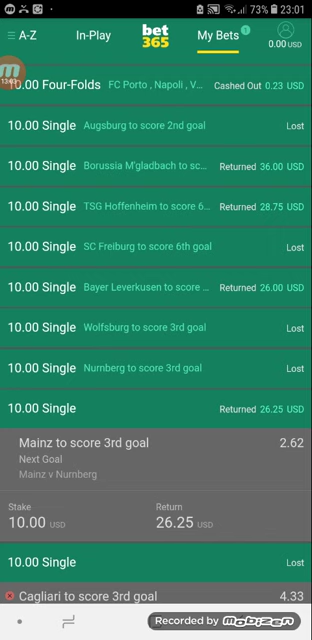 73% 23:01
A-Z
In-Play
bet
365
My Bets
1
0.00 USD
10.00 Four-Folds FC Porto , Napoli , V... Cashed Out 0.23 USD
10.00 Single Augsburg to score 2nd goal Lost
10.00 Single Borussia M'gladbach to sc... Returned 36.00 USD
10.00 Single TSG Hoffenheim to score 6... Returned 28.75 USD
10.00 Single SC Freiburg to score 6th goal Lost
10.00 Single Bayer Leverkusen to score ... Returned 26.00 USD
10.00 Single Wolfsburg to score 3rd goal Lost
10.00 Single Nurnberg to score 3rd goal Lost
10.00 Single Returned 26.25 USD
Mainz to score 3rd goal 2.62
Next Goal
Mainz v Nurnberg
Stake Return
10.00 USD 26.25 USD
10.00 Single Lost
Cagliari to score 3rd goal 4.33
Recorded by mobizen